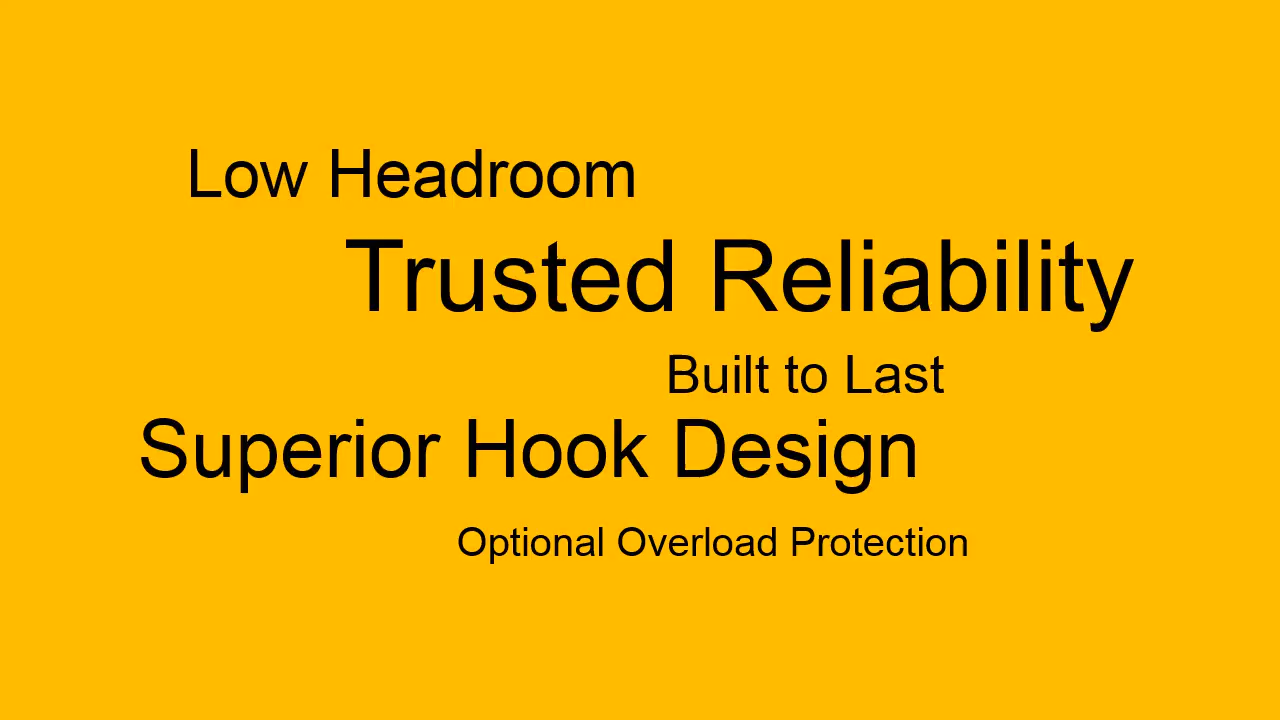 Low Headroom
Trusted Reliability
Built to Last
Superior Hook Design
Optional Overload Protection